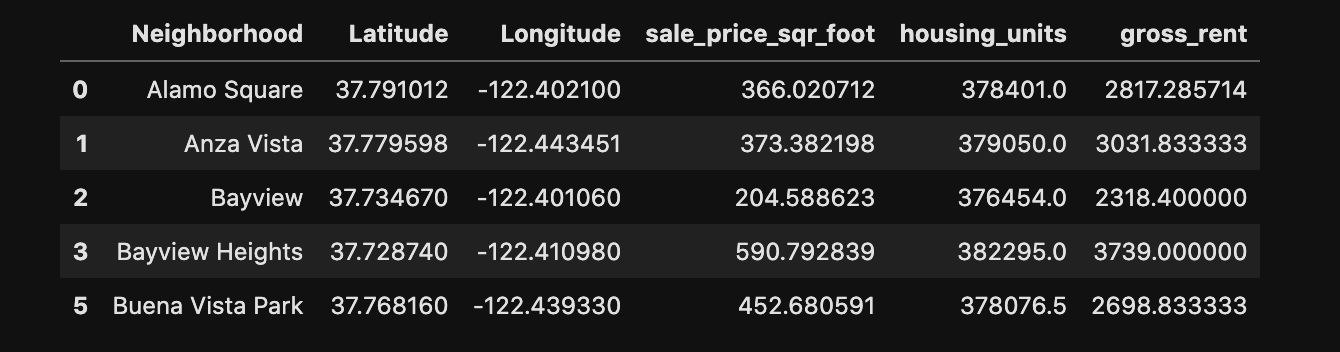 Neighborhood Latitude Longitude sale_price_sqr_foot housing_units gross_rent
0 Alamo Square 37.791012 -122.402100 366.020712 378401.0 2817.285714
1 Anza Vista 37.779598 -122.443451 373.382198 379050.0 3031.833333
2 Bayview 37.734670 -122.401060 204.588623 376454.0 2318.400000
3 Bayview Heights 37.728740 -122.410980 590.792839 382295.0 3739.000000
5 Buena Vista Park 37.768160 -122.439330 452.680591 378076.5 2698.833333